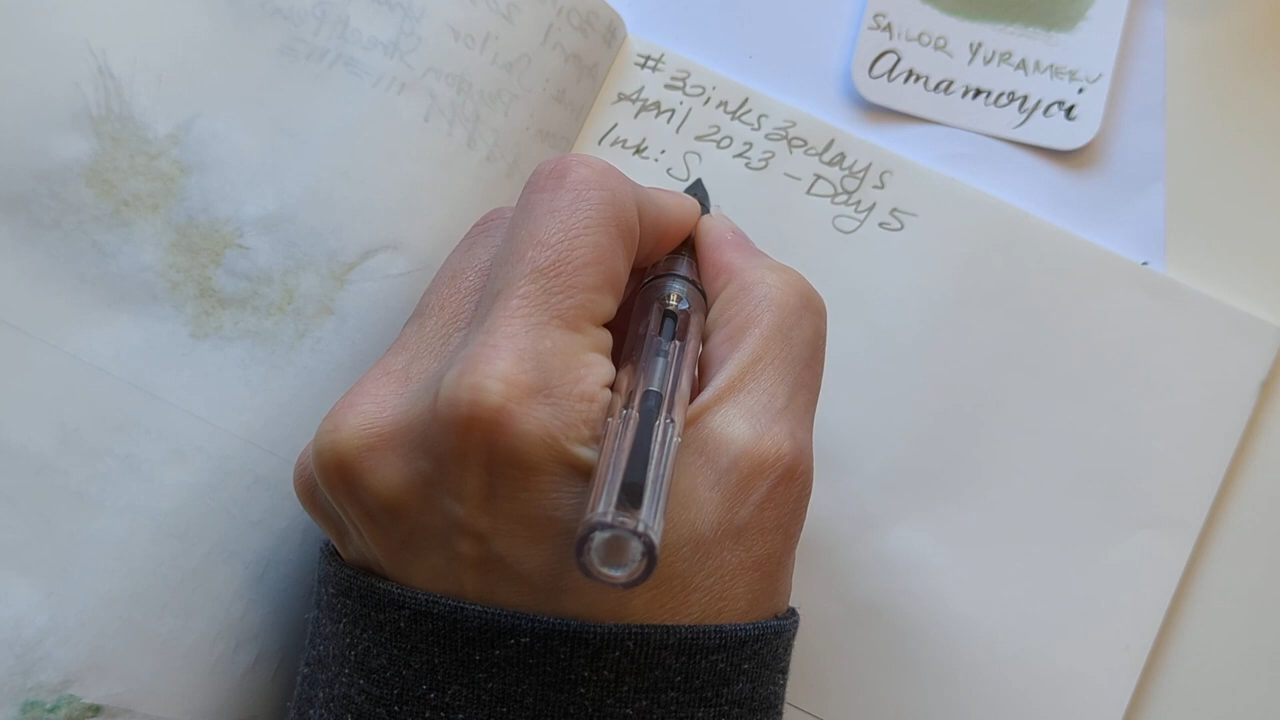 #30inks30days
April 2023 - Day 5
Ink: S
SAILOR YURAMEKU
Amamoyoi